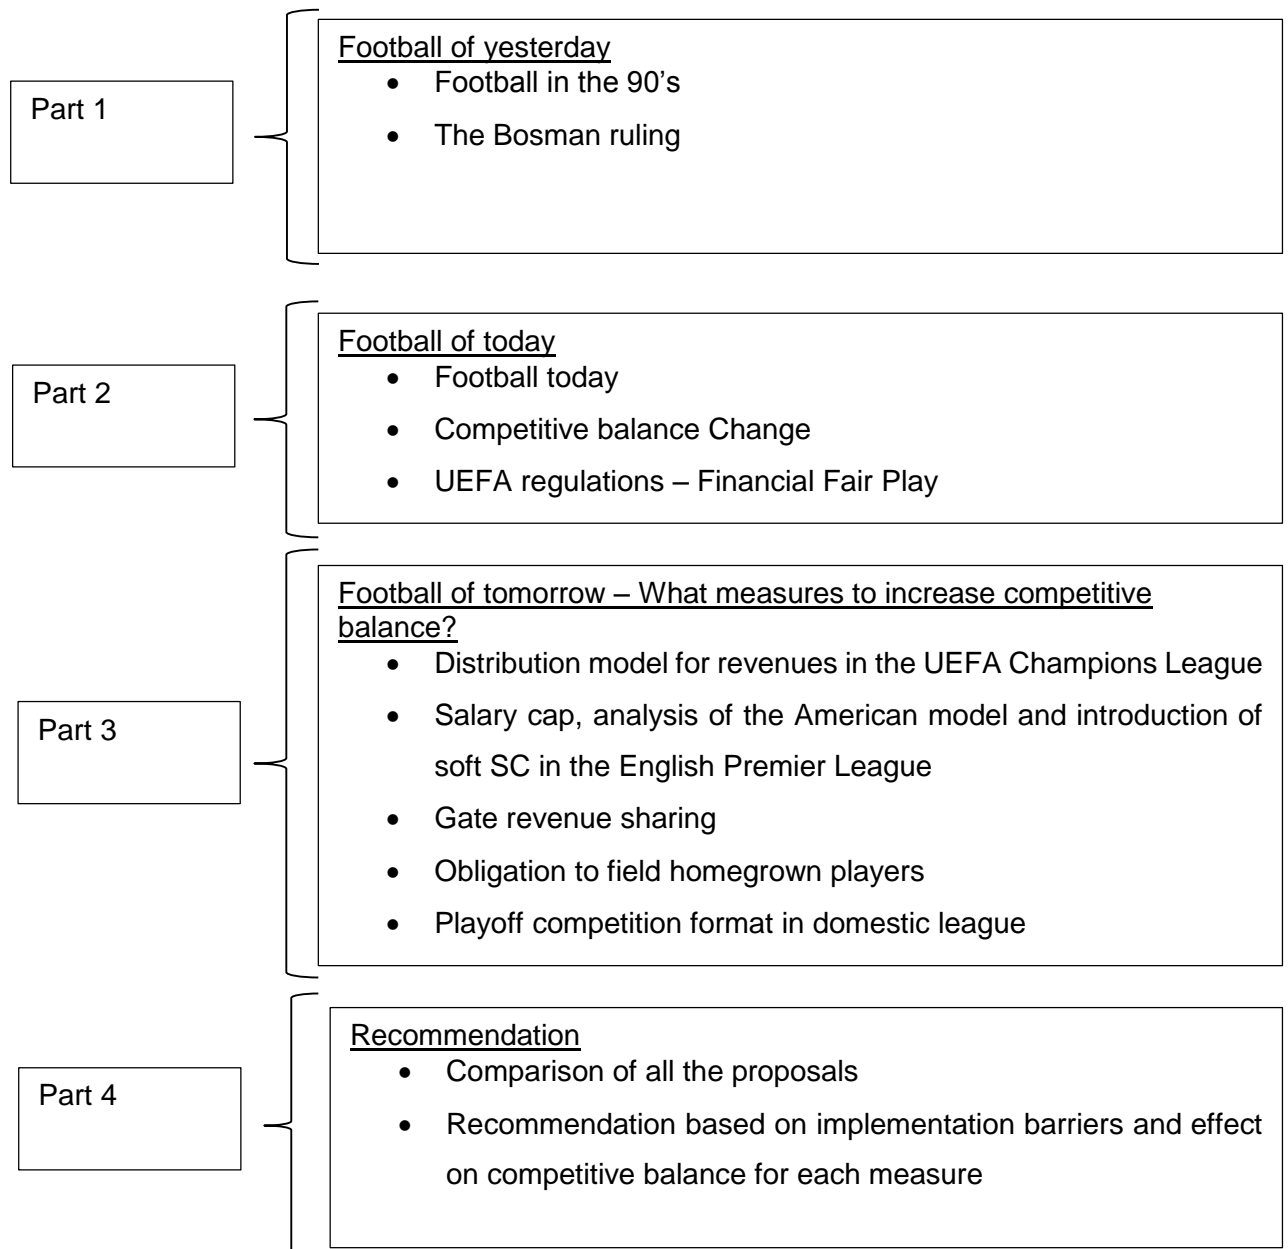 Part 1
Football of yesterday
• Football in the 90’s
• The Bosman ruling
Part 2
Football of today
• Football today
• Competitive balance Change
• UEFA regulations – Financial Fair Play
Part 3
Football of tomorrow – What measures to increase competitive
balance?
• Distribution model for revenues in the UEFA Champions League
• Salary cap, analysis of the American model and introduction of
soft SC in the English Premier League
• Gate revenue sharing
• Obligation to field homegrown players
• Playoff competition format in domestic league
Part 4
Recommendation
• Comparison of all the proposals
• Recommendation based on implementation barriers and effect
on competitive balance for each measure